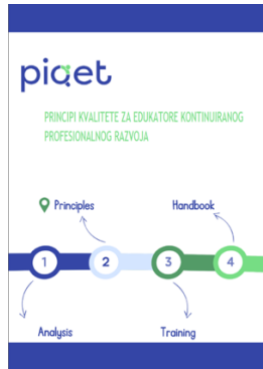 piqet
PRINCIPI KVALITETE ZA EDUKATORE KONTINUIRANOG
PROFESIONALNOG RAZVOJA
Principles
Handbook
1
2
3
4
Analysis
Training